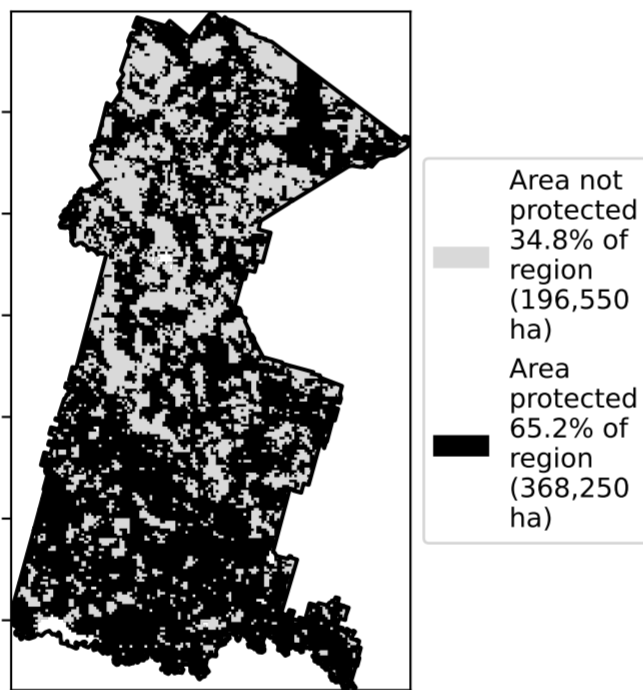 Area not
protected
34.8% of
region
(196,550
ha)
Area
protected
65.2% of
region
(368,250
ha)